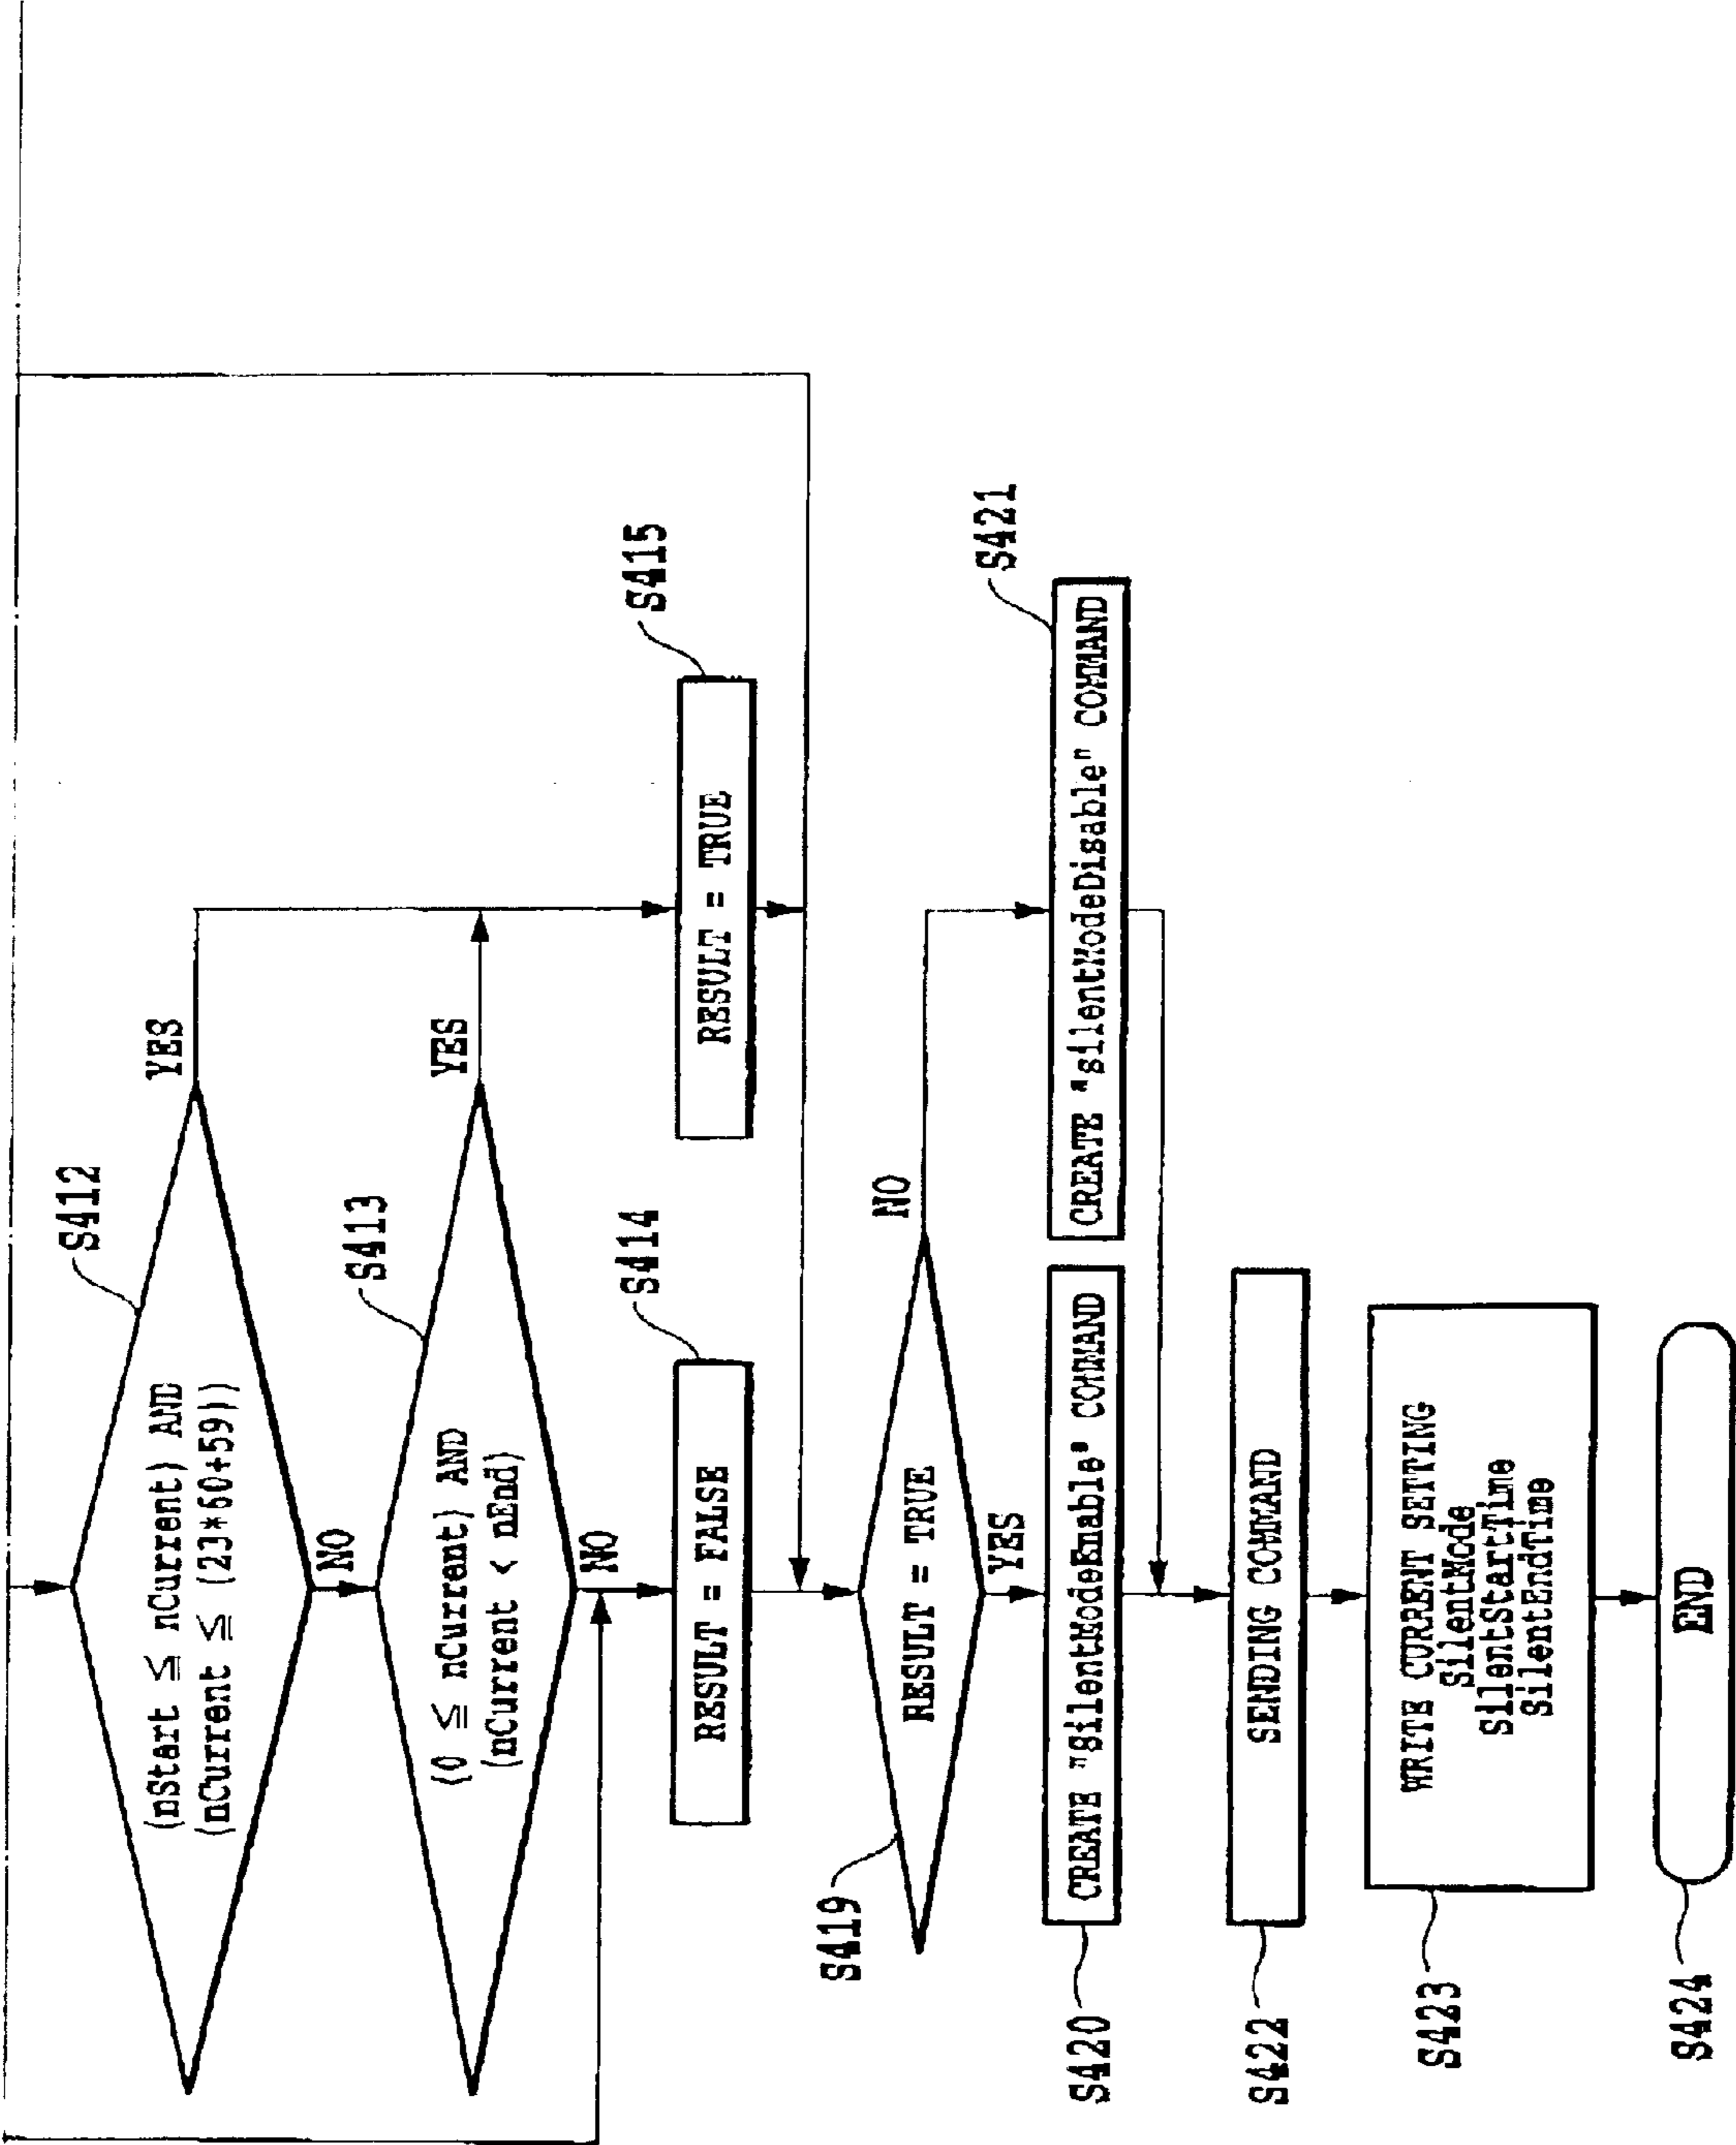 S412
(nStart ≦ nCurrent) AND
(nCurrent ≦ (23*60+59))
YES
NO
S413
(0 ≦ nCurrent) AND
(nCurrent < nEnd)
YES
NO
S414
RESULT = FALSE
S415
RESULT = TRUE
S419
RESULT = TRUE
NO
YES
S420
CREATE "silentModeEnable" COMMAND
S421
CREATE "silentModeDisable" COMMAND
S422
SENDING COMMAND
S423
WRITE CURRENT SETTING
SilentMode
SilentStartTime
SilentEndTime
S424
END